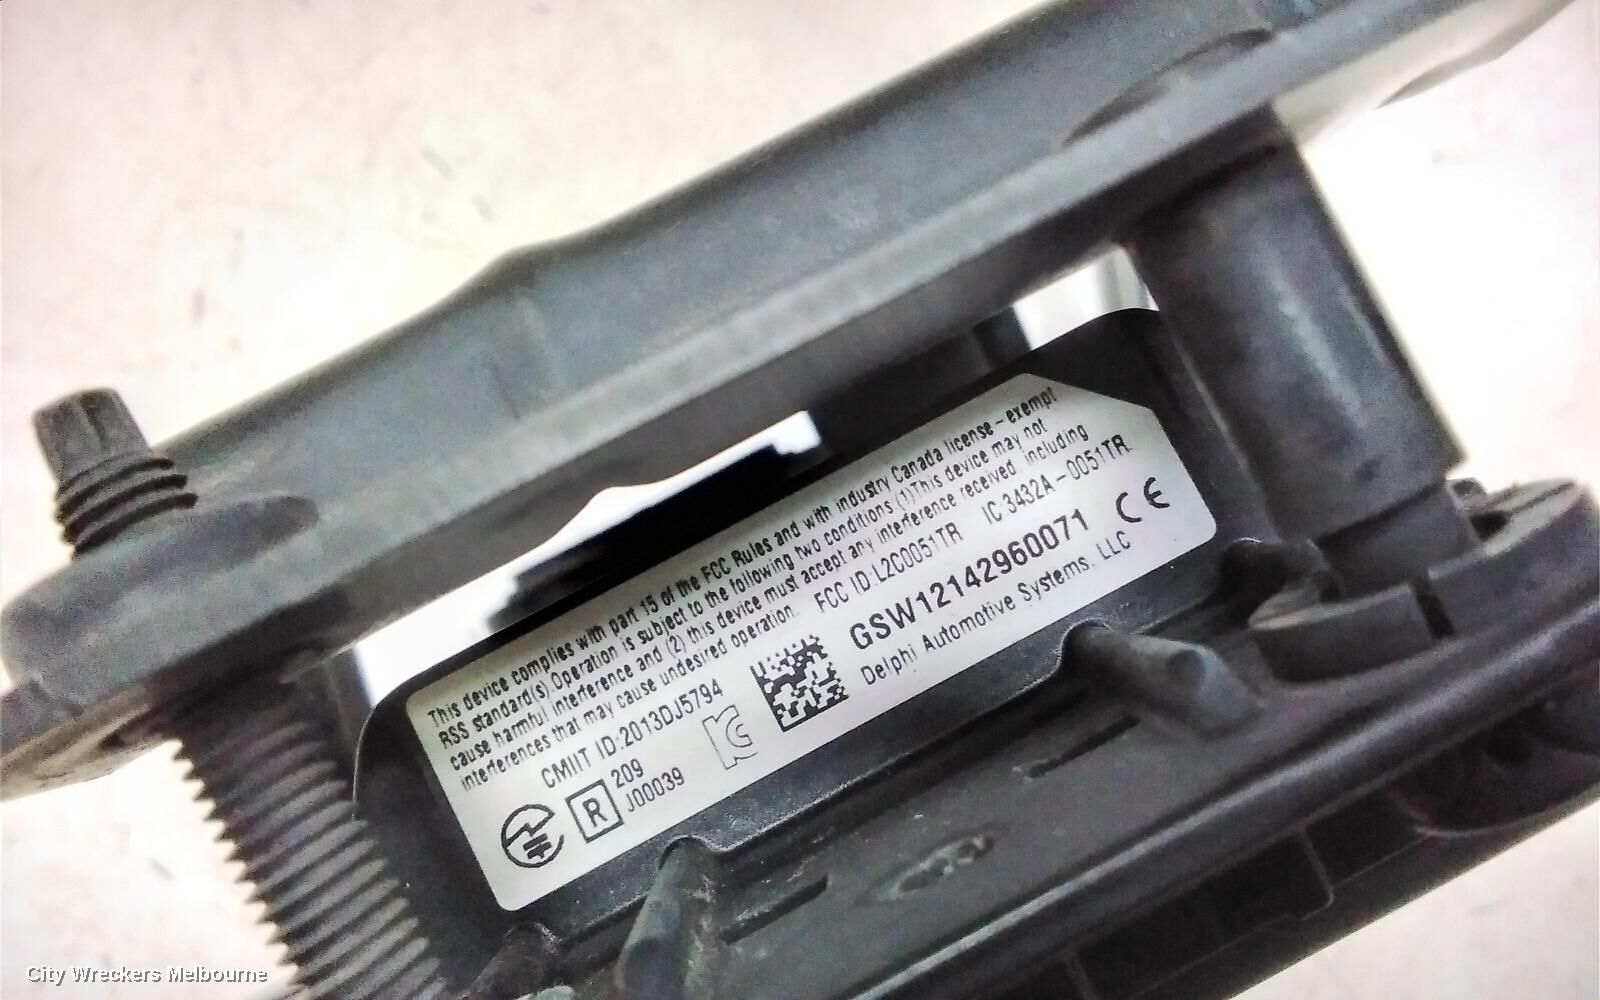 This device complies with part 15 of the FCC Rules and with industry Canada license-exempt
RSS standard(s).Operation is subject to the following two conditions (1)This device may not
cause harmful interference and (2) this device must accept any interference received, including
interferences that may cause undesired operation. FCC ID:L2C0051TR IC:3432A-0051TR.
CMIIT ID:2013DJ5794
GSW121429600071 CE
R 209
J00039
Delphi Automotive Systems, LLC
City Wreckers Melbourne